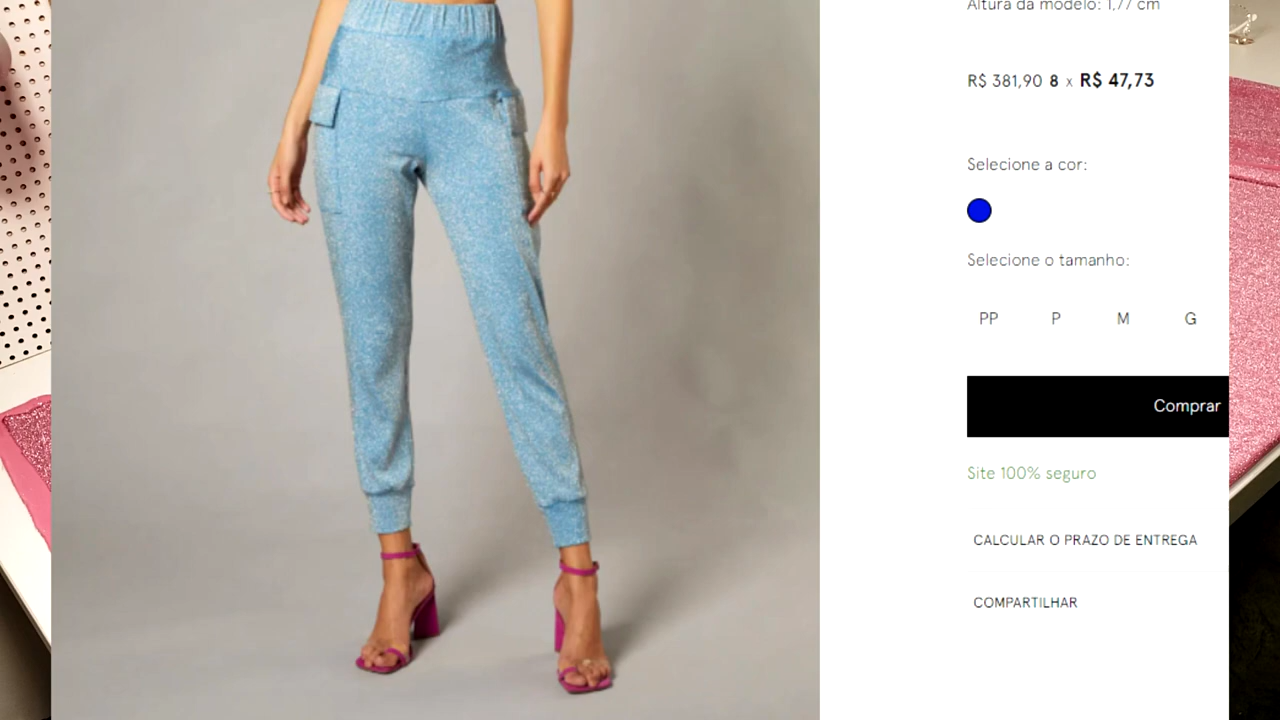 Altura da modelo: 1,77 cm
R$ 381,90 8 x R$ 47,73
Selecione a cor:
Selecione o tamanho:
PP P M G
Comprar
Site 100% seguro
CALCULAR O PRAZO DE ENTREGA
COMPARTILHAR